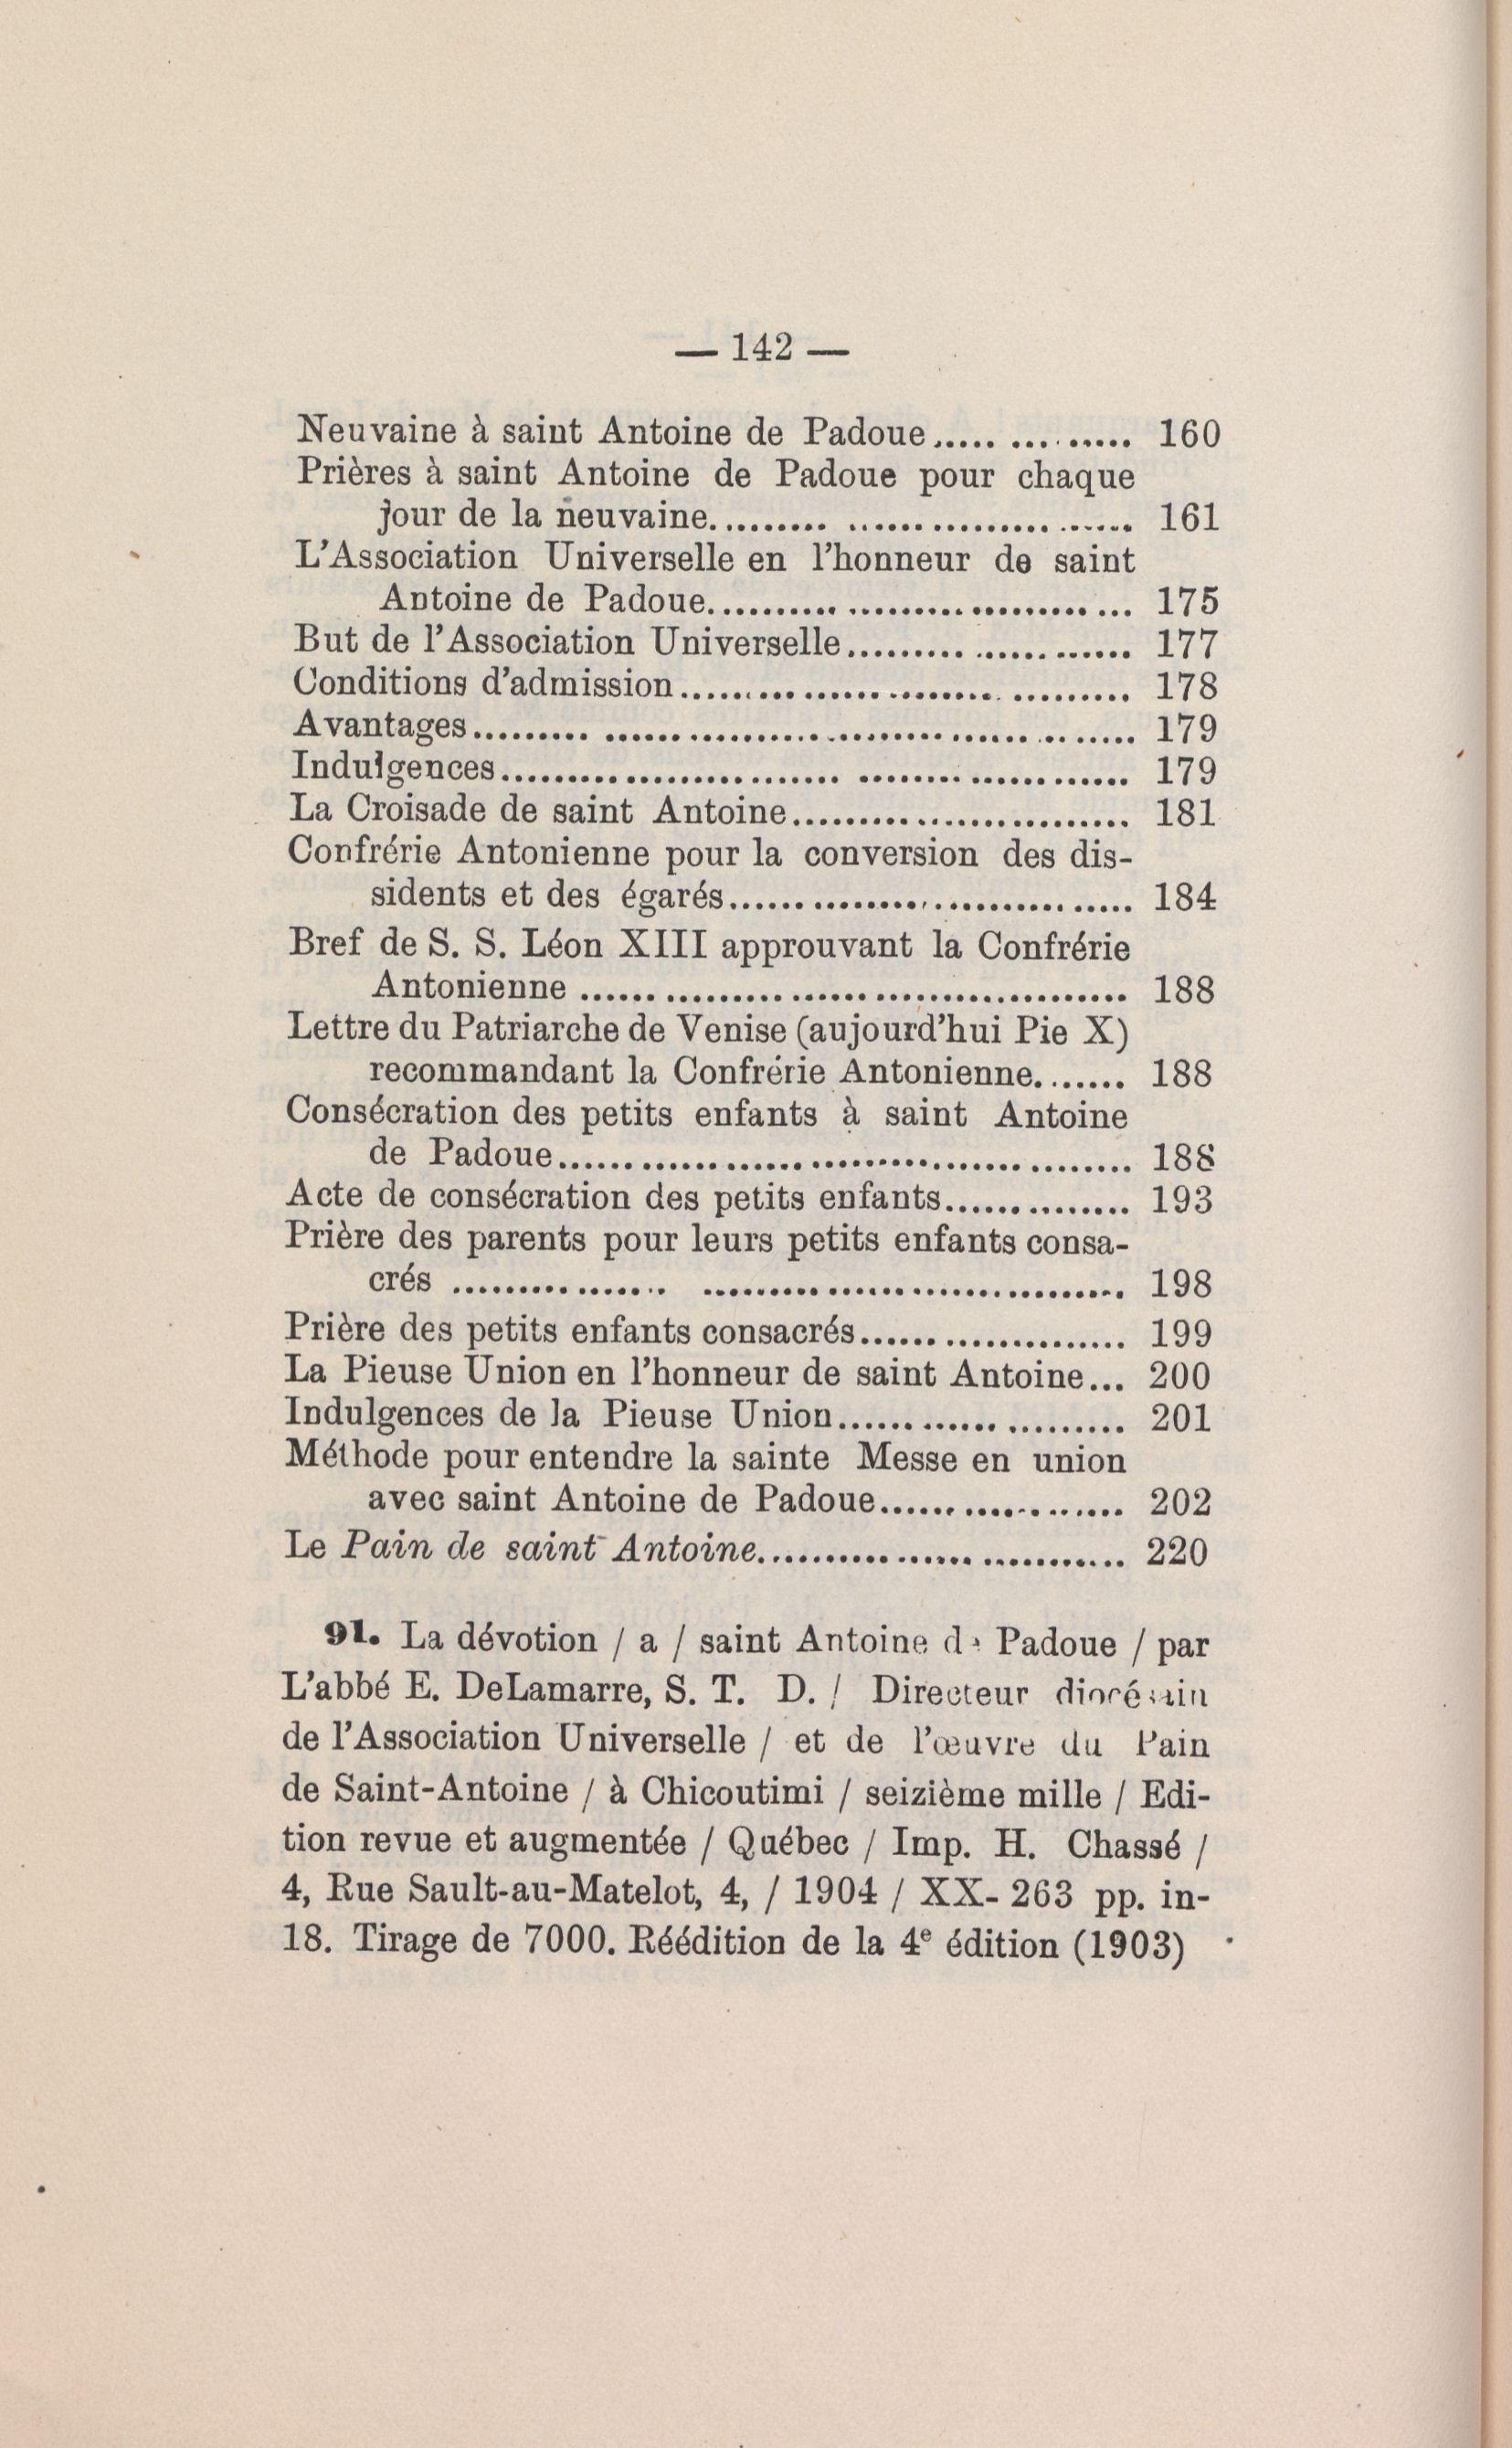 — 142 —
Neuvaine à saint Antoine de Padoue..... ... ..... 160
Prières à saint Antoine de Padoue pour chaque
jour de la neuvaine.......... ...... ......... ...... 161
L'Association Universelle en l'honneur de saint
Antoine de Padoue.......... ......... ......... ... 175
But de l'Association Universelle......... ...... ...... 177
Conditions d'admission......... ...... ........ ......... 178
Avantages......... ...... .......... ......... ...... .. ..... 179
Indulgences......... ......... ....... ........ ...... ...... 179
La Croisade de saint Antoine......... ................ 181
Confrérie Antonienne pour la conversion des dis-
sidents et des égarés...... ......... .......... ..... 184
Bref de S. S. Léon XIII approuvant la Confrérie
Antonienne ...... ......... ...... ................... 188
Lettre du Patriarche de Venise (aujourd'hui Pie X)
recommandant la Confrérie Antonienne....... 188
Consécration des petits enfants à saint Antoine
de Padoue...... ...... ...... ......... ....... ........ 188
Acte de consécration des petits enfants...... ........ 193
Prière des parents pour leurs petits enfants consa-
crés ......... ....... ......... ...... ...... ......... 198
Prière des petits enfants consacrés...... .............. 199
La Pieuse Union en l'honneur de saint Antoine... 200
Indulgences de la Pieuse Union...... ...... ......... 201
Méthode pour entendre la sainte Messe en union
avec saint Antoine de Padoue...... ..... ...... 202
Le Pain de saint Antoine.......... ...... ........... 220
91. La dévotion / a / saint Antoine d Padoue / par
L'abbé E. DeLamarre, S. T. D. / Directeur diocésain
de l'Association Universelle / et de l'œuvre du Pain
de Saint-Antoine / à Chicoutimi / seizième mille / Edi-
tion revue et augmentée / Québec / Imp. H. Chassé /
4, Rue Sault-au-Matelot, 4, / 1904 / XX- 263 pp. in-
18. Tirage de 7000. Réédition de la 4e édition (1903)